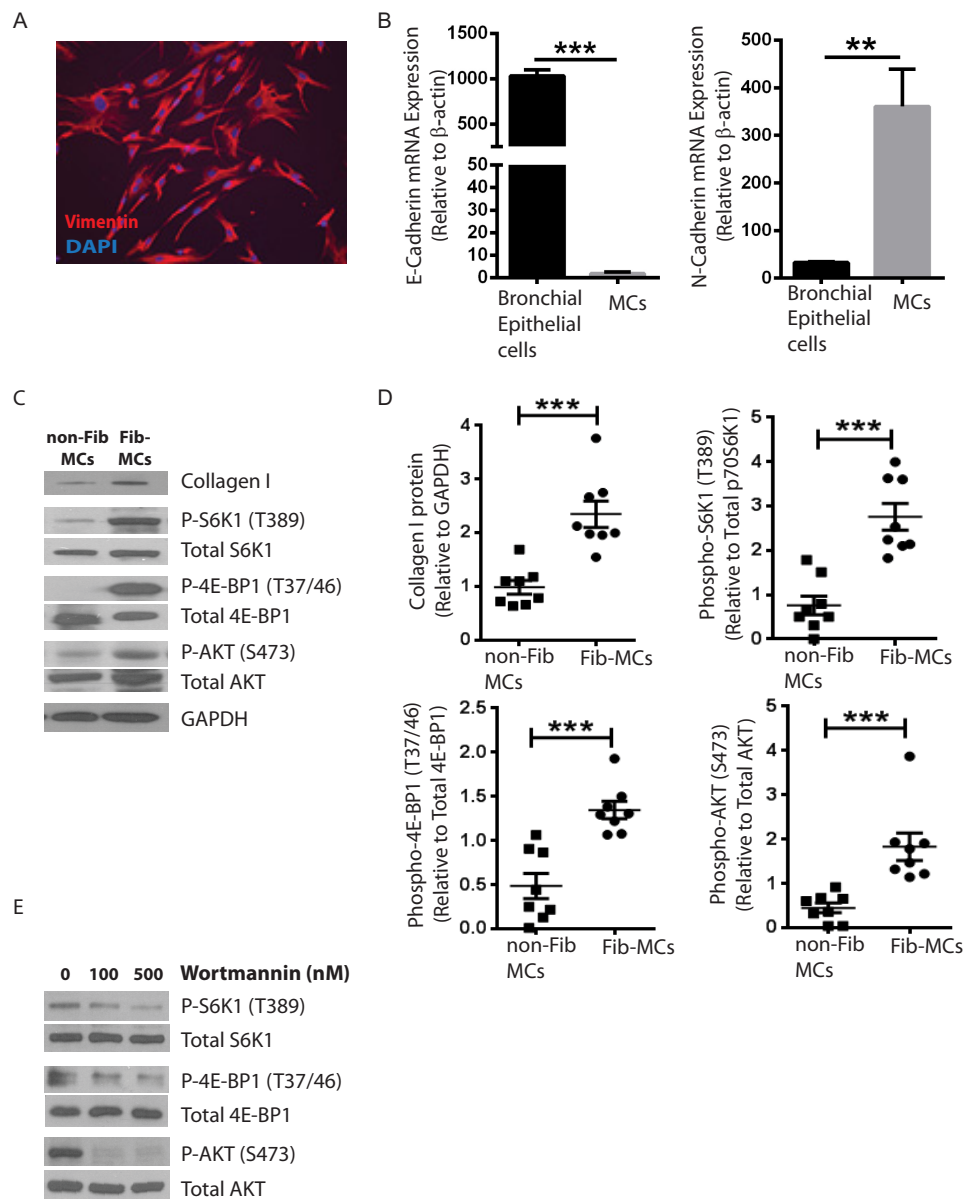 A
Vimentin
DAPI
B
E-Cadherin mRNA Expression
(Relative to β-actin)
1500
1000
500
50
40
30
20
10
0
***
Bronchial
Epithelial
cells
MCs
N-Cadherin mRNA Expression
(Relative to β-actin)
400
300
200
100
0
**
Bronchial
Epithelial
cells
MCs
C
non-Fib MCs
Fib-MCs
Collagen I
P-S6K1 (T389)
Total S6K1
P-4E-BP1 (T37/46)
Total 4E-BP1
P-AKT (S473)
Total AKT
GAPDH
D
Collagen I protein
(Relative to GAPDH)
4
3
2
1
0
***
non-Fib
MCs
Fib-MCs
Phospho-S6K1 (T389)
(Relative to Total p70S6K1)
5
4
3
2
1
0
***
non-Fib
MCs
Fib-MCs
Phospho-4E-BP1 (T37/46)
(Relative to Total 4E-BP1)
2.5
2.0
1.5
1.0
0.5
0.0
***
non-Fib
MCs
Fib-MCs
Phospho-AKT (S473)
(Relative to Total AKT)
5
4
3
2
1
0
***
non-Fib
MCs
Fib-MCs
E
0 100 500 Wortmannin (nM)
P-S6K1 (T389)
Total S6K1
P-4E-BP1 (T37/46)
Total 4E-BP1
P-AKT (S473)
Total AKT